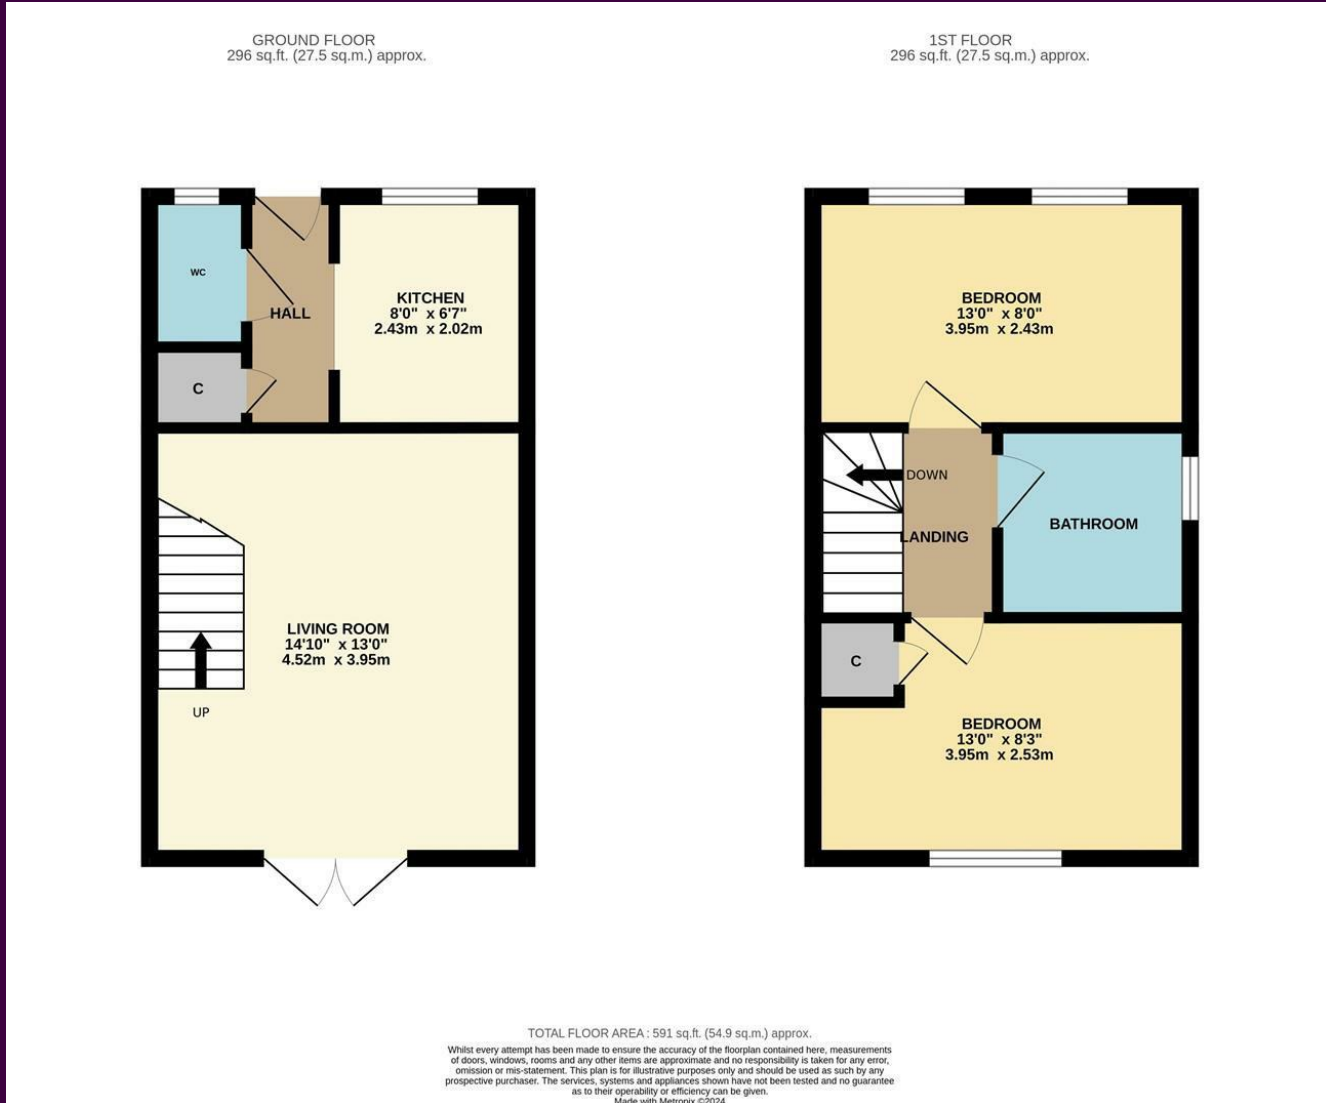 GROUND FLOOR
296 sq.ft. (27.5 sq.m.) approx.
WC
HALL
KITCHEN
8'0" x 6'7"
2.43m x 2.02m
C
LIVING ROOM
14'10" x 13'0"
4.52m x 3.95m
UP
1ST FLOOR
296 sq.ft. (27.5 sq.m.) approx.
BEDROOM
13'0" x 8'0"
3.95m x 2.43m
DOWN
LANDING
BATHROOM
C
BEDROOM
13'0" x 8'3"
3.95m x 2.53m
TOTAL FLOOR AREA : 591 sq.ft. (54.9 sq.m.) approx.
Whilst every attempt has been made to ensure the accuracy of the floorplan contained here, measurements
of doors, windows, rooms and any other items are approximate and no responsibility is taken for any error,
omission or mis-statement. This plan is for illustrative purposes only and should be used as such by any
prospective purchaser. The services, systems and appliances shown have not been tested and no guarantee
as to their operability or efficiency can be given.
Made with Metropix ©2024